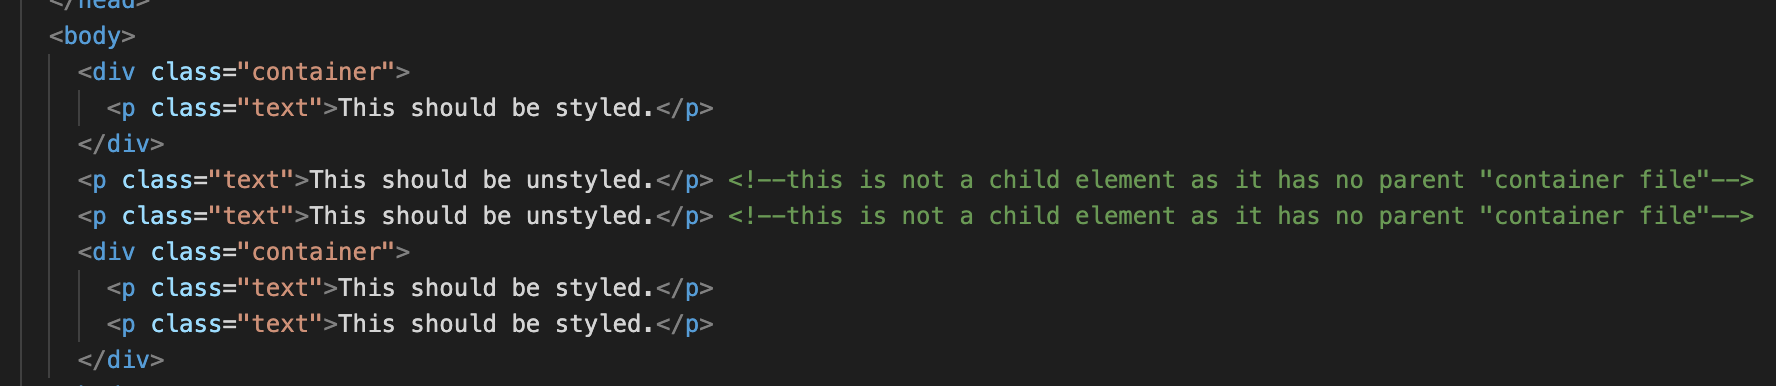 </head>
<body>
<div class="container">
<p class="text">This should be styled.</p>
</div>
<p class="text">This should be unstyled.</p> <!--this is not a child element as it has no parent "container file"-->
<p class="text">This should be unstyled.</p> <!--this is not a child element as it has no parent "container file"-->
<div class="container">
<p class="text">This should be styled.</p>
<p class="text">This should be styled.</p>
</div>